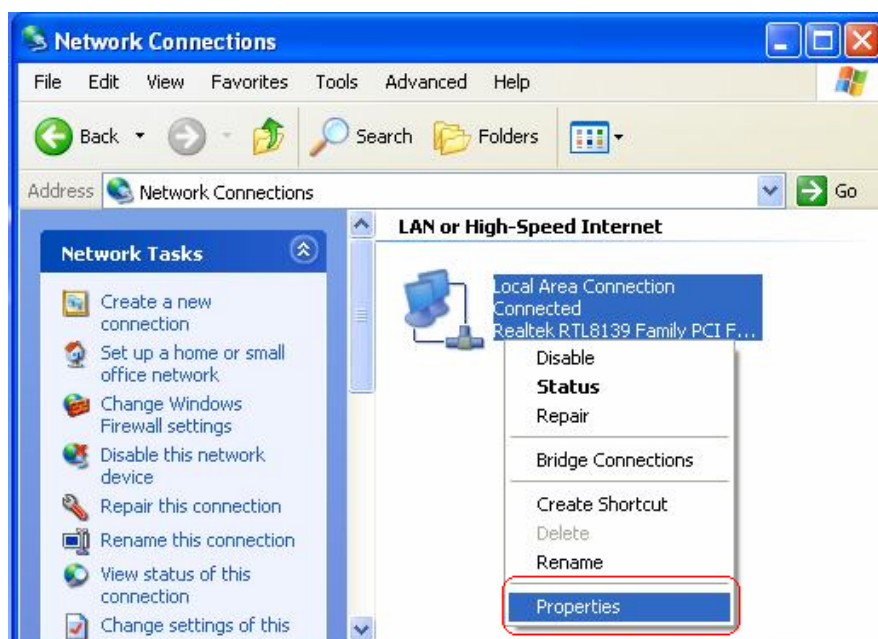 Network Connections
File Edit View Favorites Tools Advanced Help
Back Search Folders
Address Network Connections Go
Network Tasks
Create a new
connection
Set up a home or small
office network
Change Windows
Firewall settings
Disable this network
device
Repair this connection
Rename this connection
View status of this
connection
Change settings of this
LAN or High-Speed Internet
Local Area Connection
Connected
Realtek RTL8139 Family PCI F...
Disable
Status
Repair
Bridge Connections
Create Shortcut
Delete
Rename
Properties